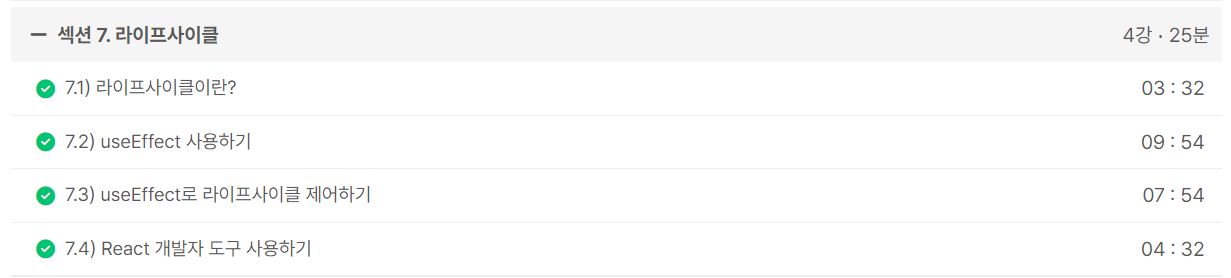 섹션 7. 라이프사이클 4강 · 25분
7.1) 라이프사이클이란? 03 : 32
7.2) useEffect 사용하기 09 : 54
7.3) useEffect로 라이프사이클 제어하기 07 : 54
7.4) React 개발자 도구 사용하기 04 : 32